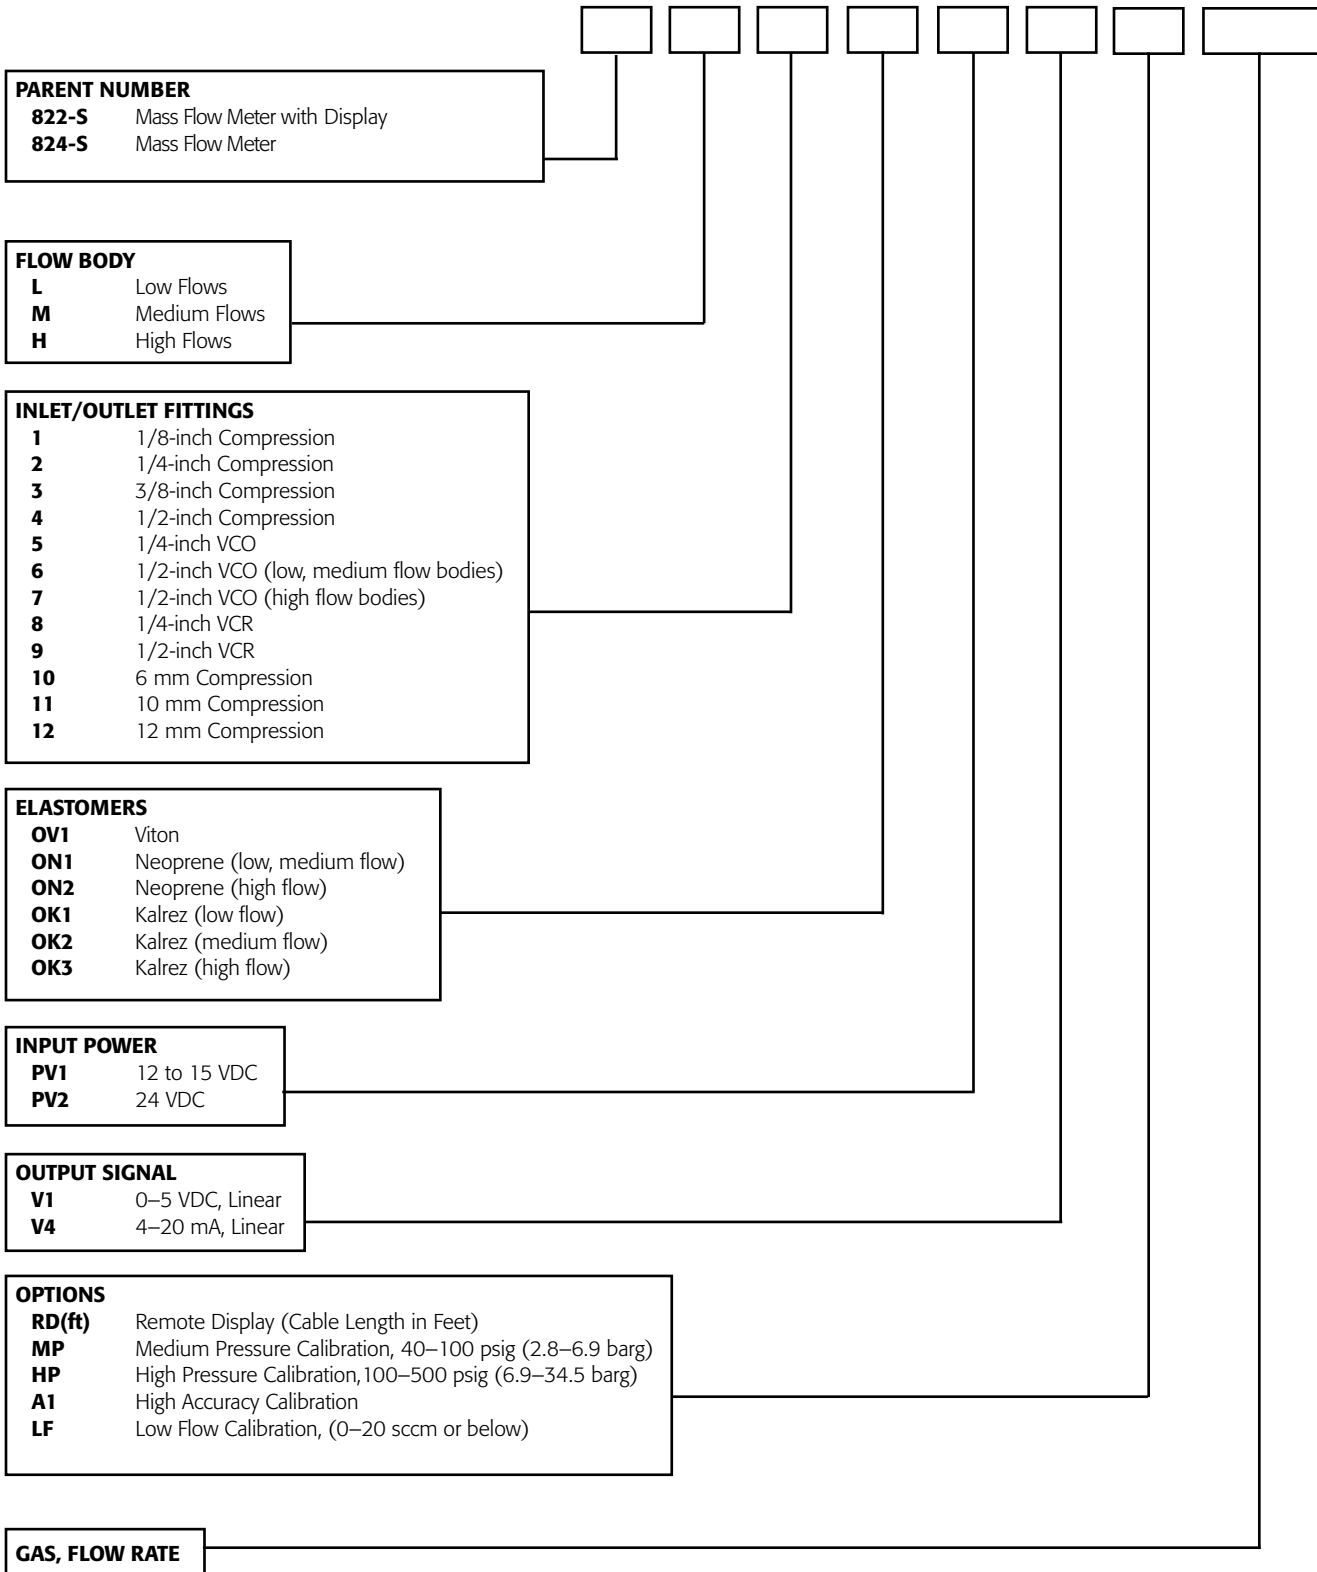 PARENT NUMBER
822-S Mass Flow Meter with Display
824-S Mass Flow Meter
FLOW BODY
L Low Flows
M Medium Flows
H High Flows
INLET/OUTLET FITTINGS
1 1/8-inch Compression
2 1/4-inch Compression
3 3/8-inch Compression
4 1/2-inch Compression
5 1/4-inch VCO
6 1/2-inch VCO (low, medium flow bodies)
7 1/2-inch VCO (high flow bodies)
8 1/4-inch VCR
9 1/2-inch VCR
10 6 mm Compression
11 10 mm Compression
12 12 mm Compression
ELASTOMERS
OV1 Viton
ON1 Neoprene (low, medium flow)
ON2 Neoprene (high flow)
OK1 Kalrez (low flow)
OK2 Kalrez (medium flow)
OK3 Kalrez (high flow)
INPUT POWER
PV1 12 to 15 VDC
PV2 24 VDC
OUTPUT SIGNAL
V1 0–5 VDC, Linear
V4 4–20 mA, Linear
OPTIONS
RD(ft) Remote Display (Cable Length in Feet)
MP Medium Pressure Calibration, 40–100 psig (2.8–6.9 barg)
HP High Pressure Calibration,100–500 psig (6.9–34.5 barg)
A1 High Accuracy Calibration
LF Low Flow Calibration, (0–20 sccm or below)
GAS, FLOW RATE